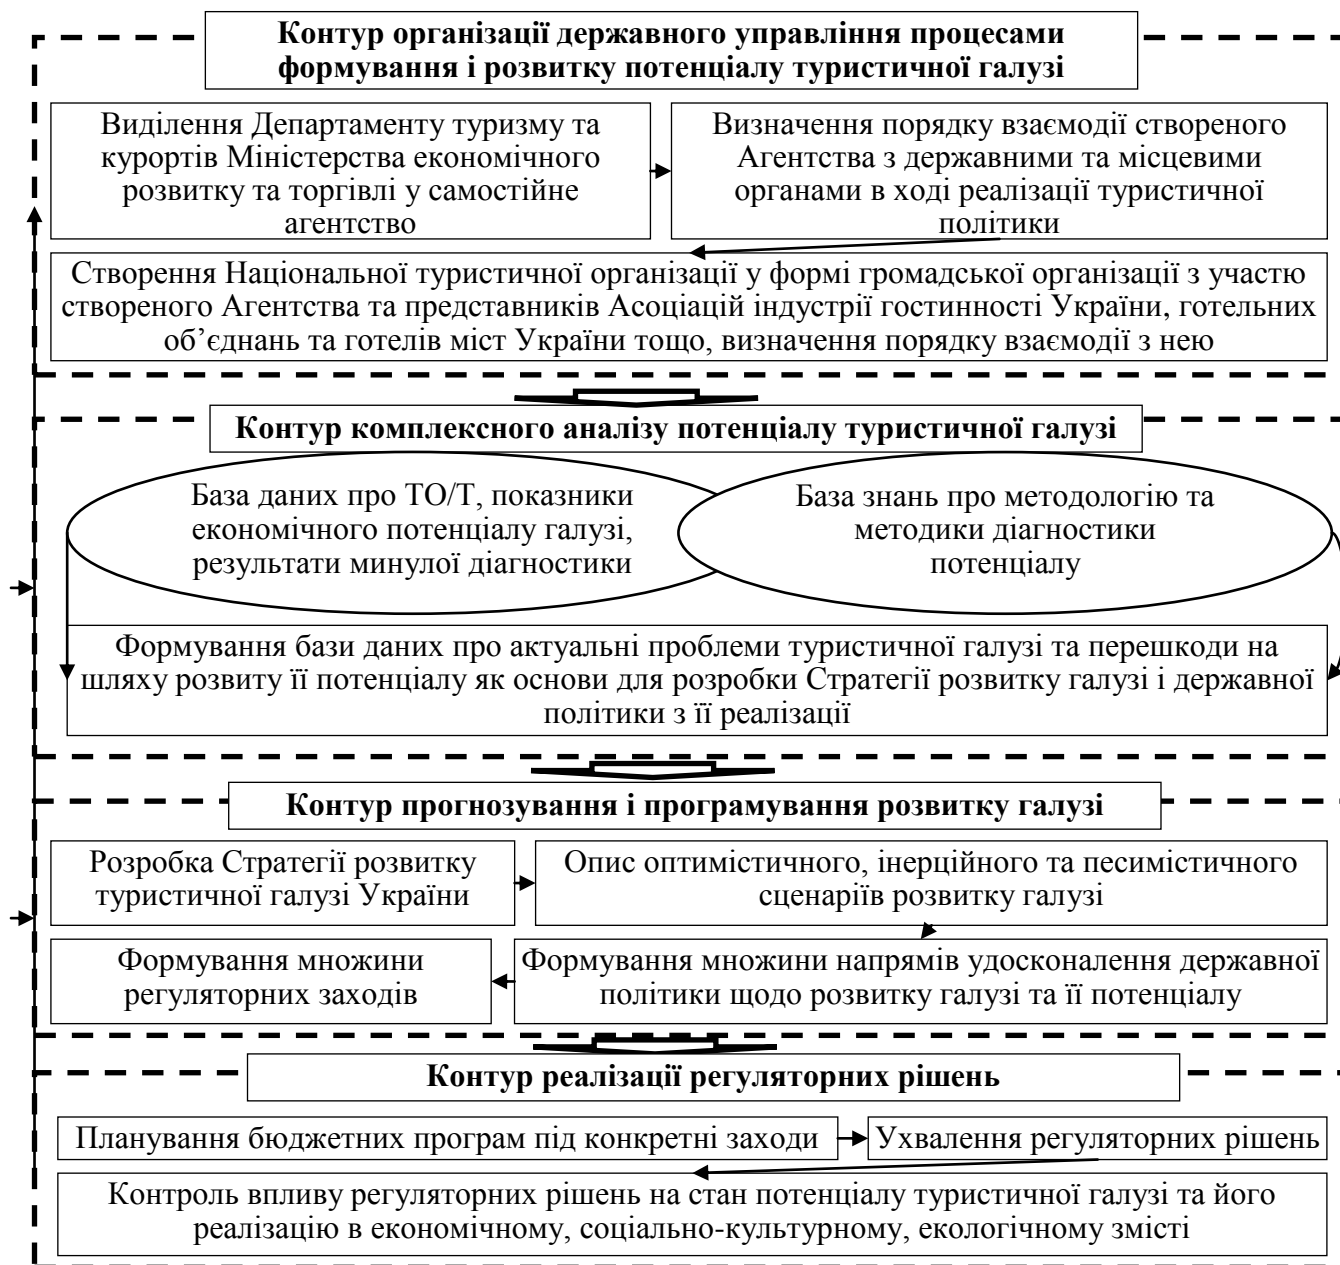 Контур організації державного управління процесами
формування і розвитку потенціалу туристичної галузі
Виділення Департаменту туризму та
курортів Міністерства економічного
розвитку та торгівлі у самостійне
агентство
Визначення порядку взаємодії створеного
Агентства з державними та місцевими
органами в ході реалізації туристичної
політики
Створення Національної туристичної організації у формі громадської організації з участю
створеного Агентства та представників Асоціацій індустрії гостинності України, готельних
об’єднань та готелів міст України тощо, визначення порядку взаємодії з нею
Контур комплексного аналізу потенціалу туристичної галузі
База даних про ТО/Т, показники
економічного потенціалу галузі,
результати минулої діагностики
База знань про методологію та
методики діагностики
потенціалу
Формування бази даних про актуальні проблеми туристичної галузі та перешкоди на
шляху розвиту її потенціалу як основи для розробки Стратегії розвитку галузі і державної
політики з її реалізації
Контур прогнозування і програмування розвитку галузі
Розробка Стратегії розвитку
туристичної галузі України
Опис оптимістичного, інерційного та песимістичного
сценаріїв розвитку галузі
Формування множини
регуляторних заходів
Формування множини напрямів удосконалення державної
політики щодо розвитку галузі та її потенціалу
Контур реалізації регуляторних рішень
Планування бюджетних програм під конкретні заходи
Ухвалення регуляторних рішень
Контроль впливу регуляторних рішень на стан потенціалу туристичної галузі та його
реалізацію в економічному, соціально-культурному, екологічному змісті